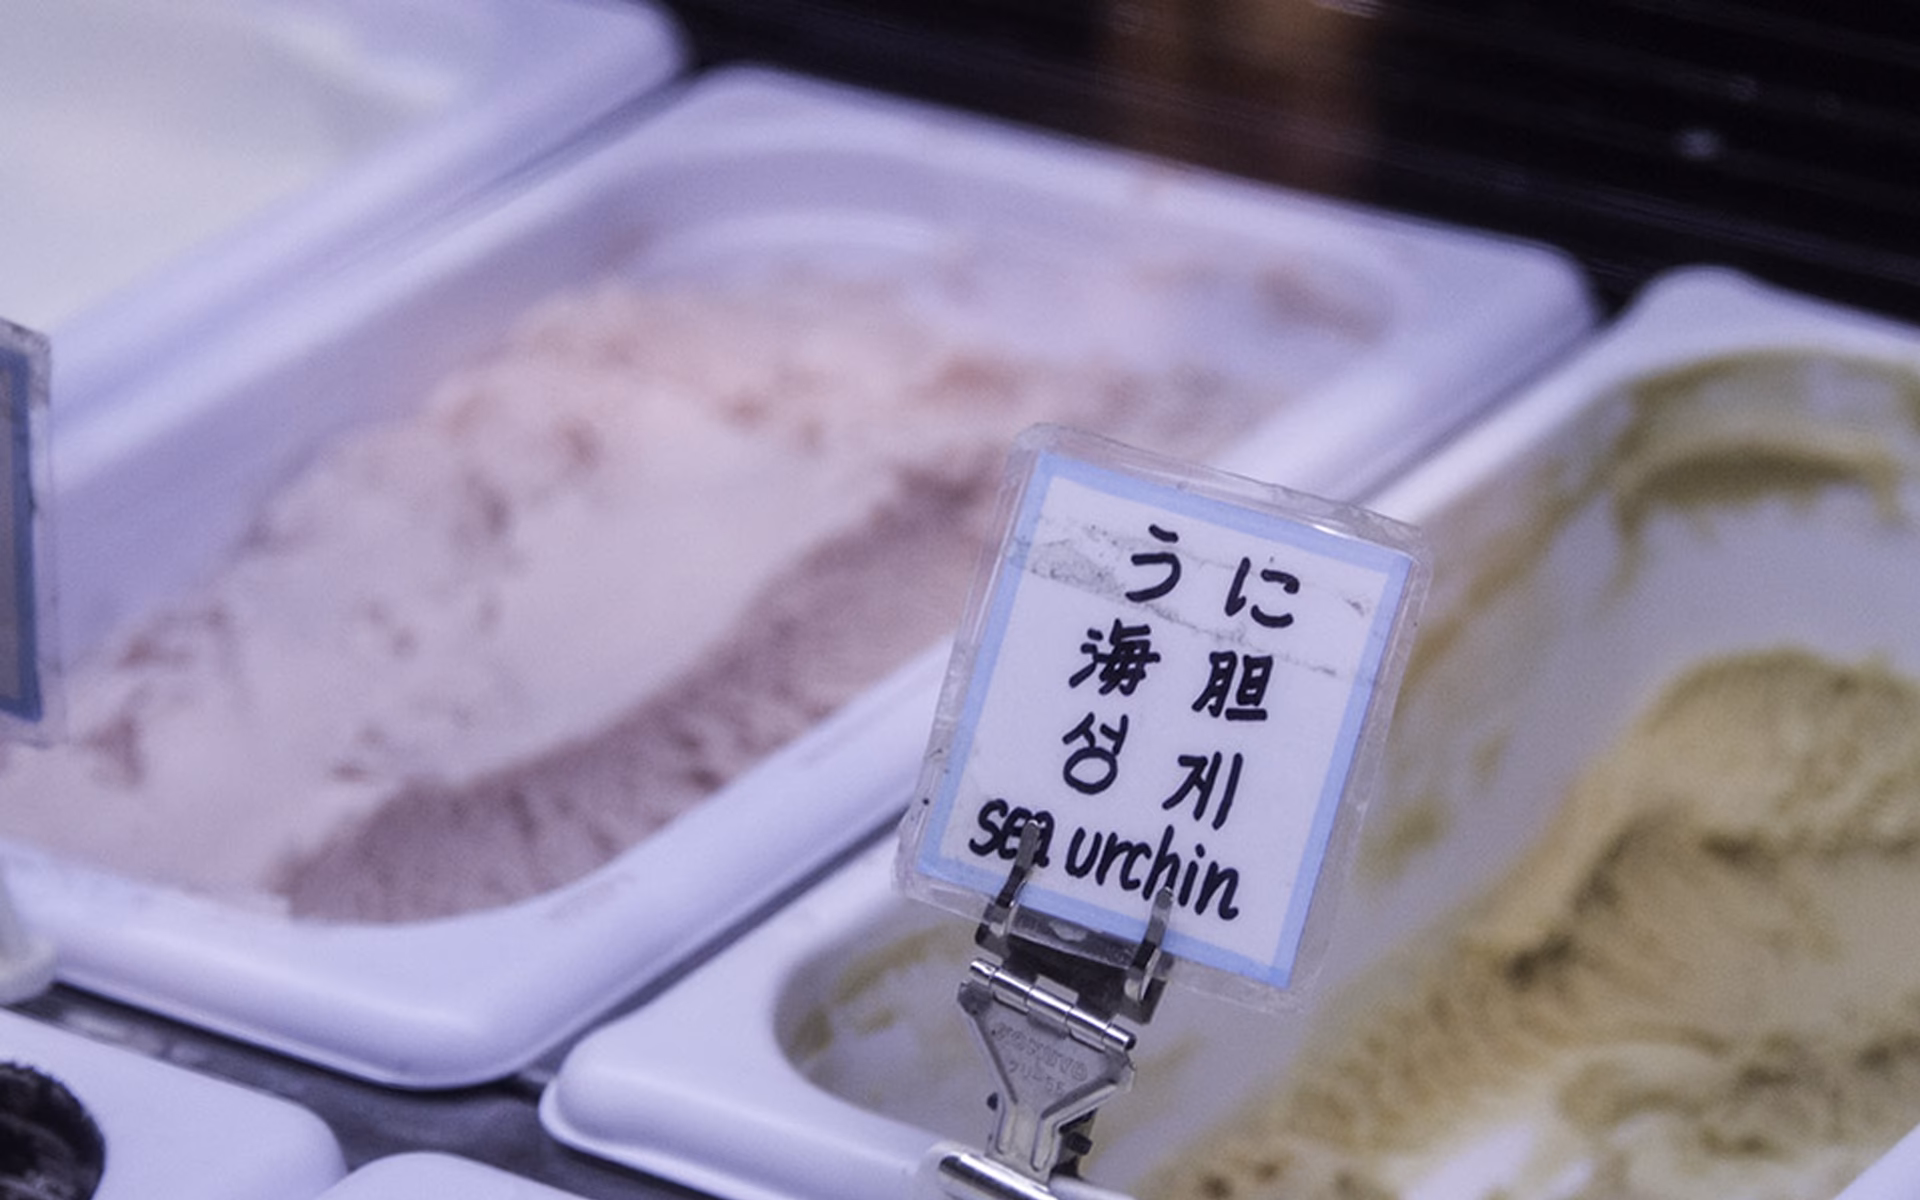 うに
海胆
성게
sea urchin